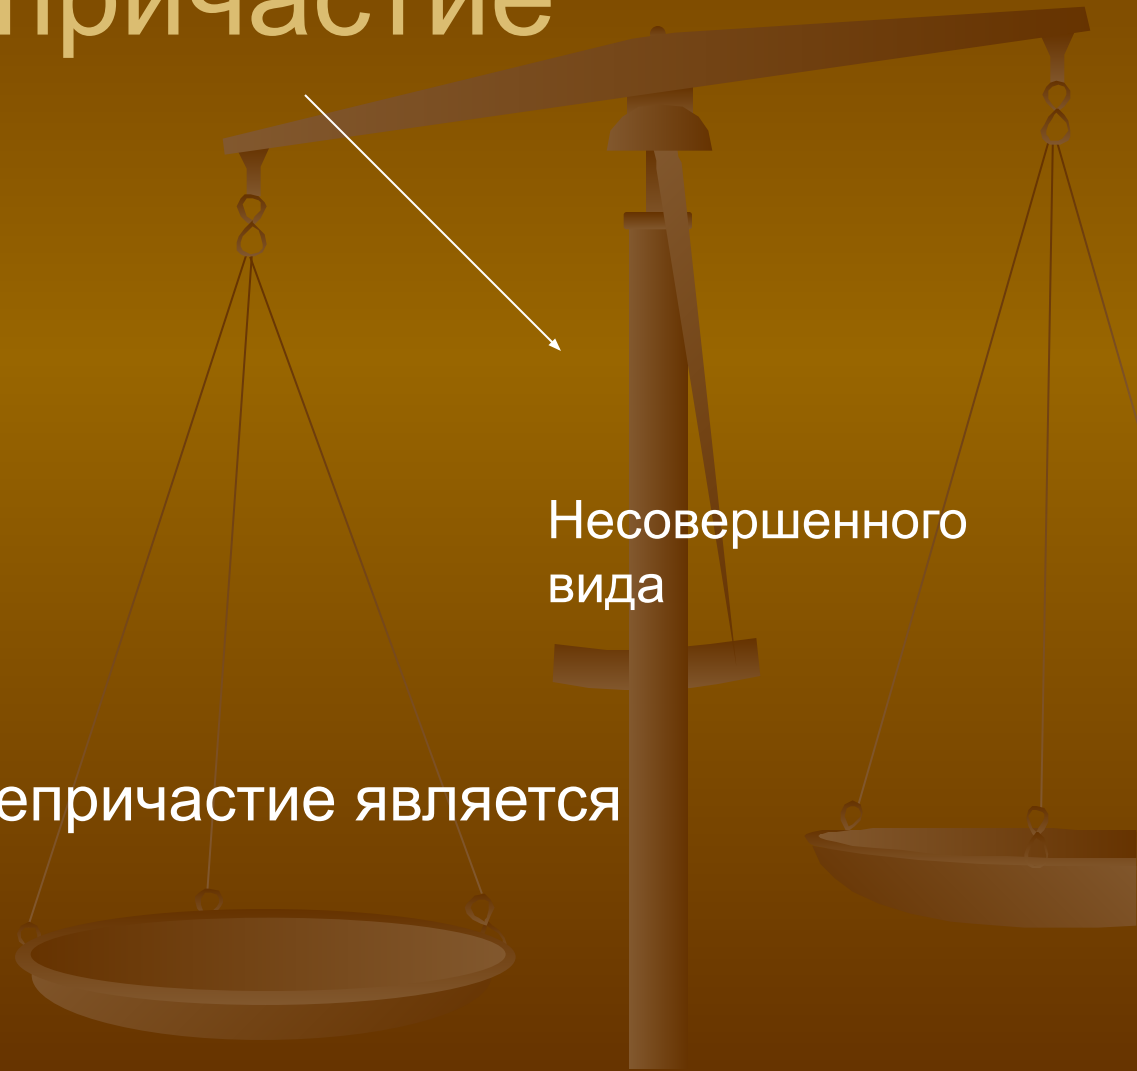 причастие
Несовершенного
вида
епричастие является